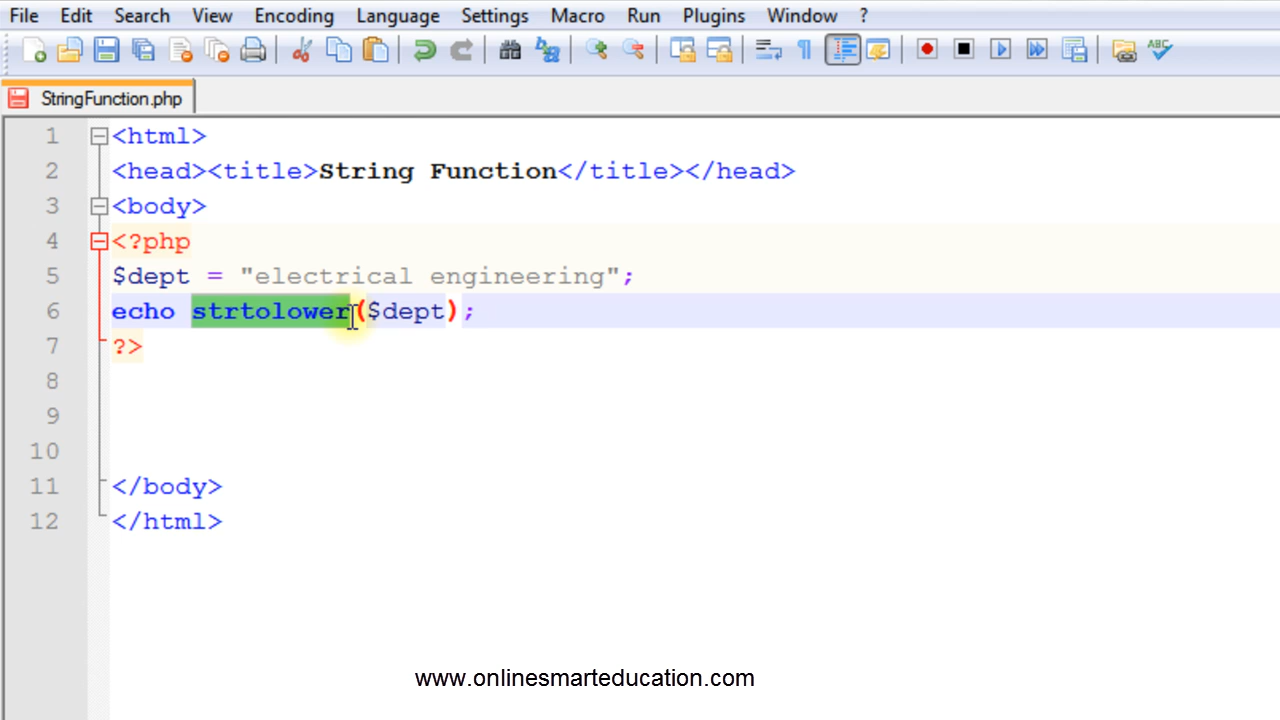 File Edit Search View Encoding Language Settings Macro Run Plugins Window ?
StringFunction.php
1 <html>
2 <head><title>String Function</title></head>
3 <body>
4 <?php
5 $dept = "electrical engineering";
6 echo strtolower($dept);
7 ?>
8
9
10
11 </body>
12 </html>
www.onlinesmarteducation.com